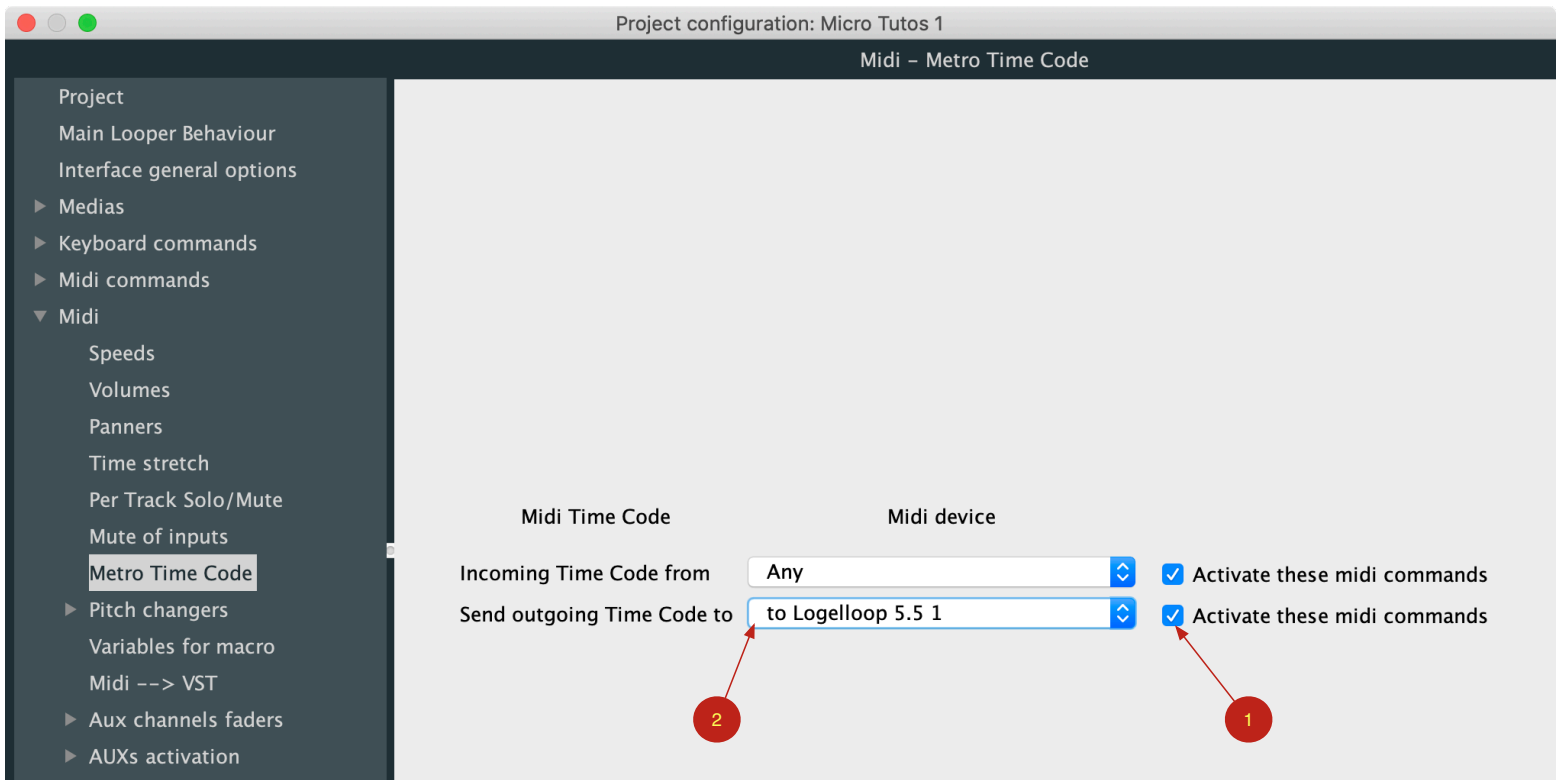 Project configuration: Micro Tutos 1
Midi – Metro Time Code
Project
Main Looper Behaviour
Interface general options
Medias
Keyboard commands
Midi commands
Midi
Speeds
Volumes
Panners
Time stretch
Per Track Solo/Mute
Mute of inputs
Metro Time Code
Pitch changers
Variables for macro
Midi --> VST
Aux channels faders
AUXs activation
Midi Time Code Midi device
Incoming Time Code from Any Activate these midi commands
Send outgoing Time Code to to Logelloop 5.5 1 Activate these midi commands
2 1